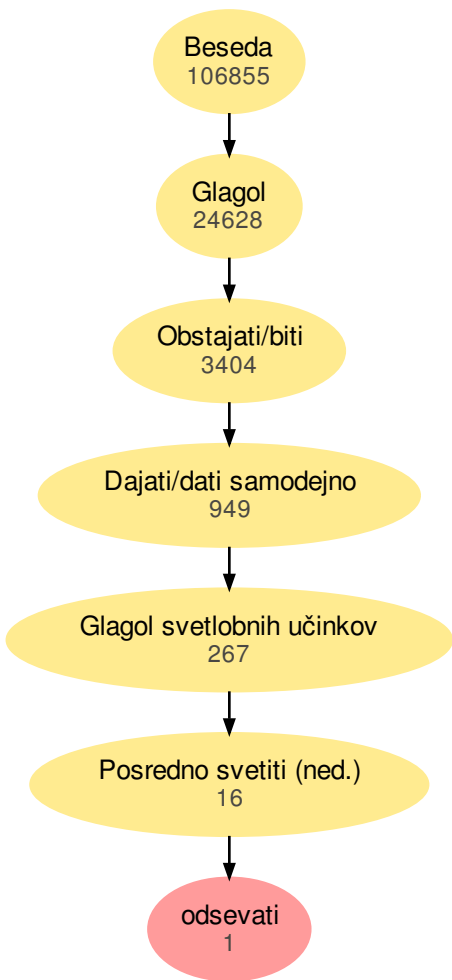 Beseda
106855
Glagol
24628
Obstajati/biti
3404
Dajati/dati samodejno
949
Glagol svetlobnih učinkov
267
Posredno svetiti (ned.)
16
odsevati
1